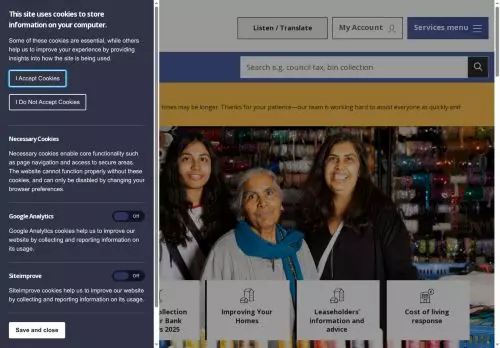 This site uses cookies to store
information on your computer.
Some of these cookies are essential, while others
help us to improve your experience by providing
insights into how the site is being used.
I Accept Cookies
I Do Not Accept Cookies
Necessary Cookies
Necessary cookies enable core functionality such
as page navigation and access to secure areas.
The website cannot function properly without these
cookies, and can only be disabled by changing your
browser preferences.
Google Analytics
Off
Google Analytics cookies help us to improve our
website by collecting and reporting information on
its usage.
Siteimprove
Off
SiteImprove cookies help us to improve our website
by collecting and reporting information on its usage.
Save and close
Listen / Translate
My Account
Services menu
Search e.g. council-tax, bin collection
times may be longer. Thanks for your patience—our team is working hard to assist everyone as quickly and
ollection
r Bank
s 2025
Improving Your
Homes
Leaseholders'
information and
advice
Cost of living
response